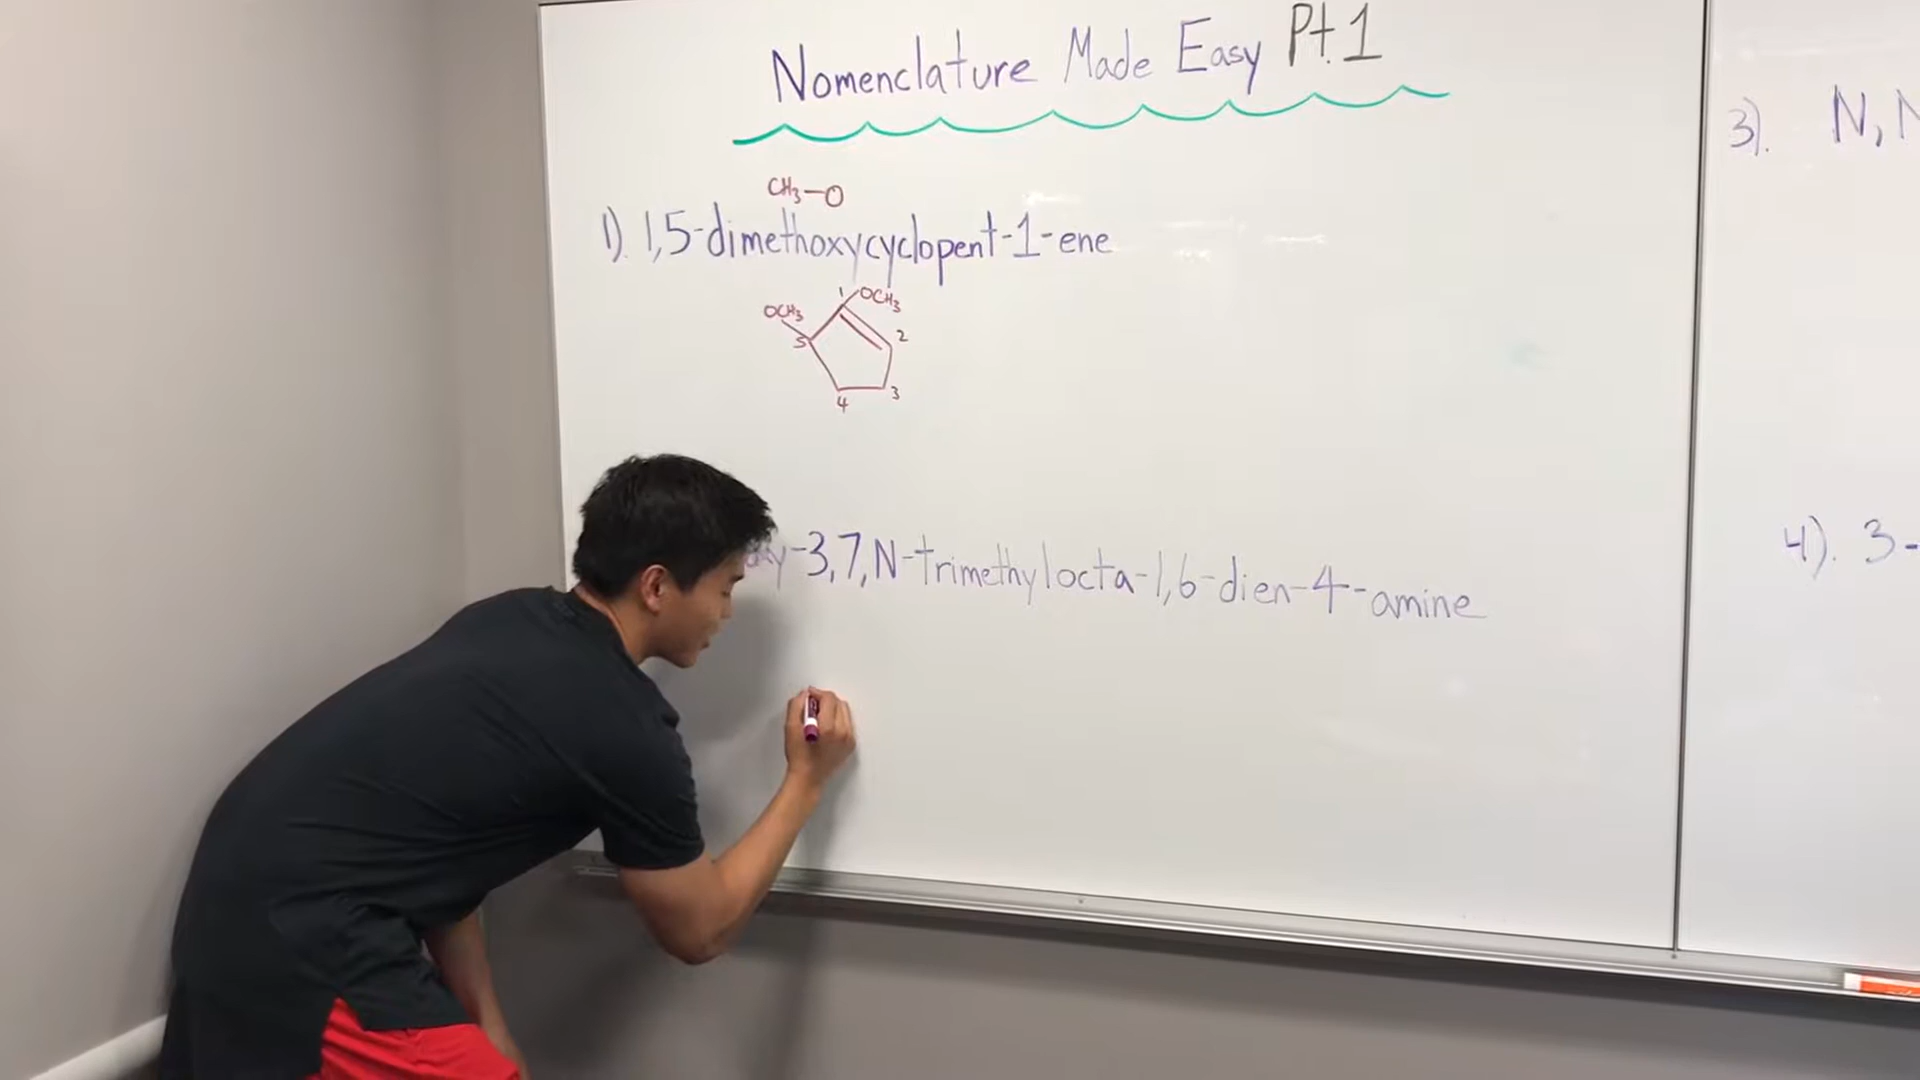 Nomenclature Made Easy Pt.1
CH3-O
1). 1,5-dimethoxycyclopent-1-ene
1 OCH3
OCH3
5 2
4 3
-3,7,N-trimethylocta-1,6-dien-4-amine
3). N,
4). 3-